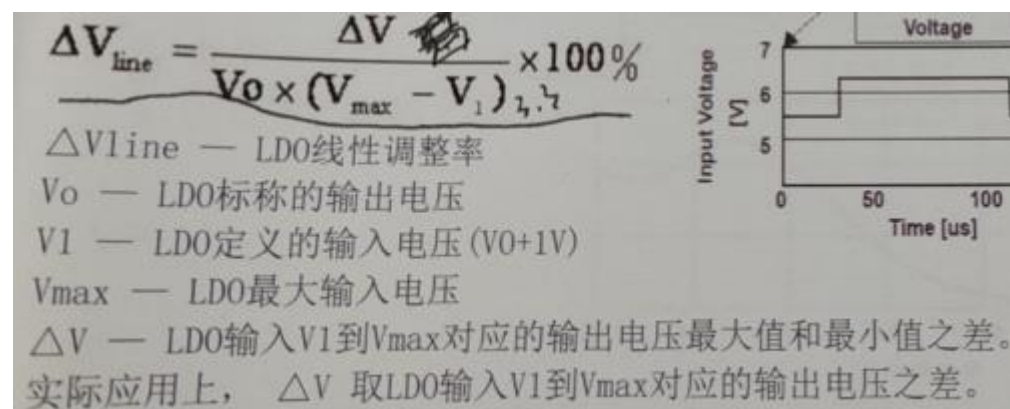 ΔV
ΔV line = ×100%
Vo × (V max − V 1)
△Vline — LDO线性调整率
Vo — LDO标称的输出电压
V1 — LDO定义的输入电压(VO+1V)
Vmax — LDO最大输入电压
△V — LDO输入V1到Vmax对应的输出电压最大值和最小值之差。
实际应用上， △V 取LDO输入V1到Vmax对应的输出电压之差。
Voltage
Input Voltage
[V]
7
6
5
0 50 100
Time [us]